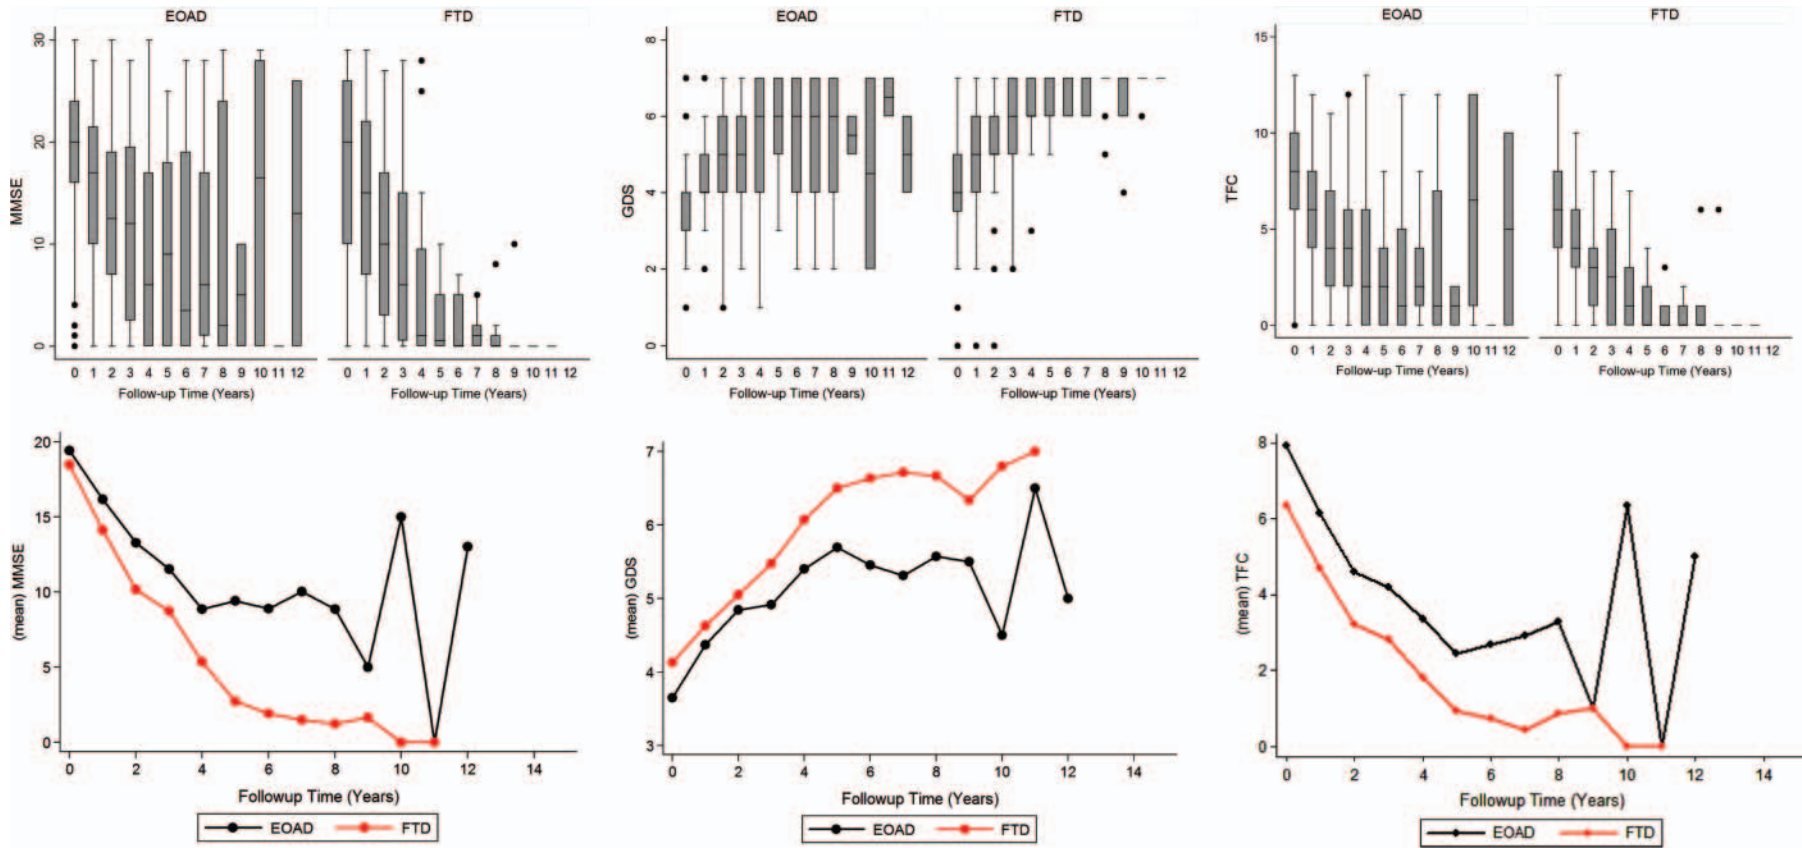 EOAD FTD
30
20
10
0
MMSE
0 1 2 3 4 5 6 7 8 9 10 11 12
Follow-up Time (Years)
0 1 2 3 4 5 6 7 8 9 10 11 12
Follow-up Time (Years)
EOAD FTD
8
6
4
2
0
GDS
0 1 2 3 4 5 6 7 8 9 10 11 12
Follow-up Time (Years)
0 1 2 3 4 5 6 7 8 9 10 11 12
Follow-up Time (Years)
EOAD FTD
15
10
5
0
TFC
0 1 2 3 4 5 6 7 8 9 10 11 12
Follow-up Time (Years)
0 1 2 3 4 5 6 7 8 9 10 11 12
Follow-up Time (Years)
20
15
10
5
0
(mean) MMSE
0 2 4 6 8 10 12 14
Followup Time (Years)
EOAD FTD
7
6
5
4
3
(mean) GDS
0 2 4 6 8 10 12 14
Followup Time (Years)
EOAD FTD
8
6
4
2
0
(mean) TFC
0 2 4 6 8 10 12 14
Followup Time (Years)
EOAD FTD